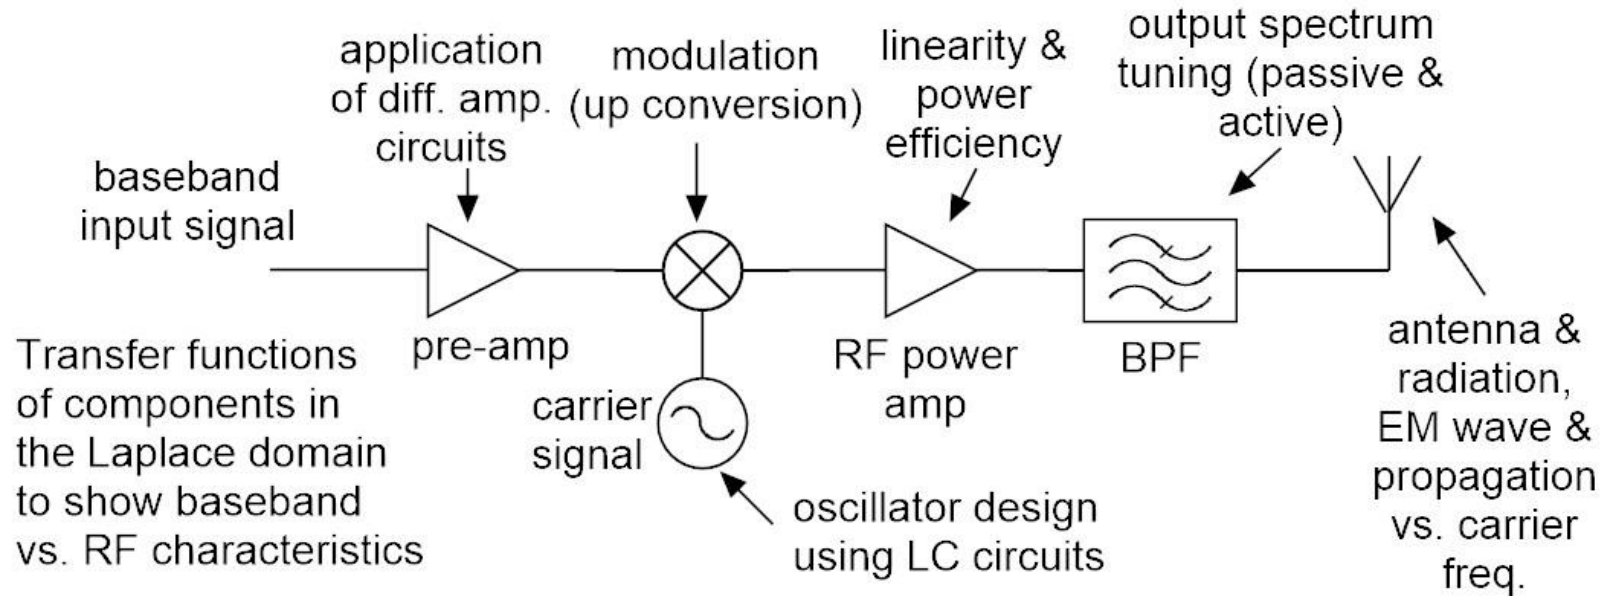 application
of diff. amp.
circuits
modulation
(up conversion)
linearity &
power
efficiency
output spectrum
tuning (passive &
active)
baseband
input signal
pre-amp
carrier
signal
RF power
amp
BPF
antenna &
radiation,
EM wave &
propagation
vs. carrier
freq.
Transfer functions
of components in
the Laplace domain
to show baseband
vs. RF characteristics
oscillator design
using LC circuits